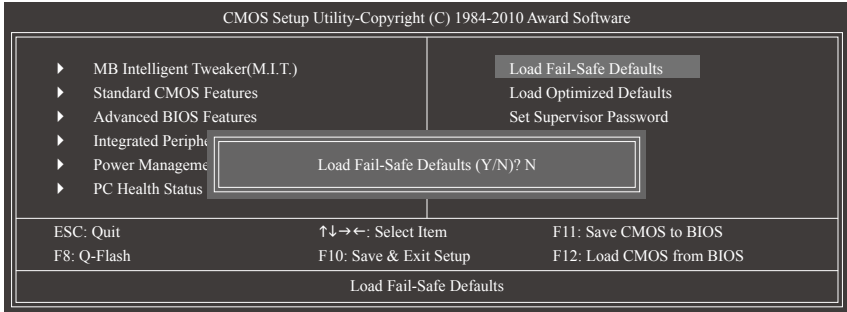 CMOS Setup Utility-Copyright (C) 1984-2010 Award Software
MB Intelligent Tweaker(M.I.T.)
Standard CMOS Features
Advanced BIOS Features
Integrated Periphe
Power Manageme
PC Health Status
Load Fail-Safe Defaults
Load Optimized Defaults
Set Supervisor Password
Load Fail-Safe Defaults (Y/N)? N
ESC: Quit
↑↓→←: Select Item
F11: Save CMOS to BIOS
F8: Q-Flash
F10: Save & Exit Setup
F12: Load CMOS from BIOS
Load Fail-Safe Defaults